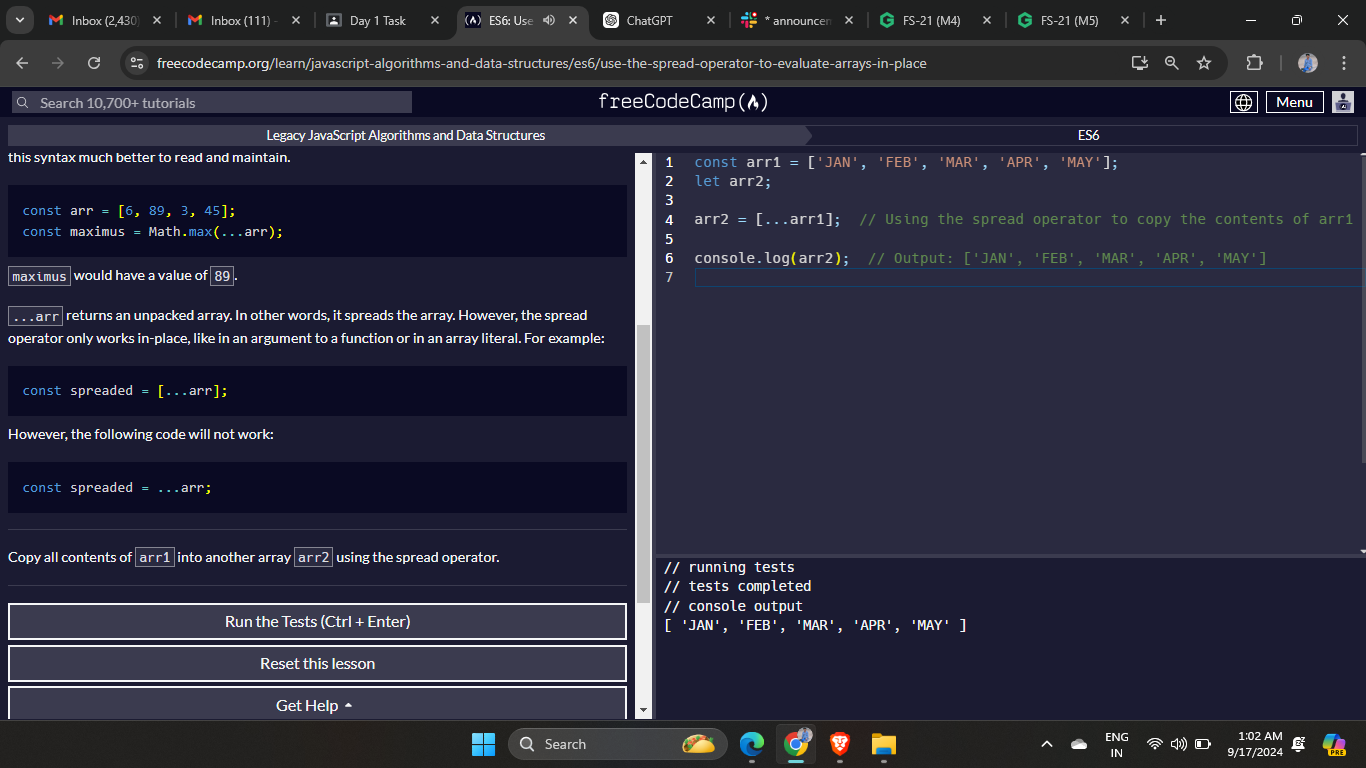 Inbox (2,430)
Inbox (111) -
Day 1 Task
ES6: Use
ChatGPT
* announcem
FS-21 (M4)
FS-21 (M5)
freecodecamp.org/learn/javascript-algorithms-and-data-structures/es6/use-the-spread-operator-to-evaluate-arrays-in-place
Search 10,700+ tutorials
freeCodeCamp
Menu
Legacy JavaScript Algorithms and Data Structures
ES6
this syntax much better to read and maintain.
const arr = [6, 89, 3, 45];
const maximus = Math.max(...arr);
maximus would have a value of 89.
...arr returns an unpacked array. In other words, it spreads the array. However, the spread
operator only works in-place, like in an argument to a function or in an array literal. For example:
const spreaded = [...arr];
However, the following code will not work:
const spreaded = ...arr;
Copy all contents of arr1 into another array arr2 using the spread operator.
Run the Tests (Ctrl + Enter)
Reset this lesson
Get Help
1 const arr1 = ['JAN', 'FEB', 'MAR', 'APR', 'MAY'];
2 let arr2;
3
4 arr2 = [...arr1];  // Using the spread operator to copy the contents of arr1
5
6 console.log(arr2);  // Output: ['JAN', 'FEB', 'MAR', 'APR', 'MAY']
7
// running tests
// tests completed
// console output
[ 'JAN', 'FEB', 'MAR', 'APR', 'MAY' ]
Search
ENG
IN
1:02 AM
9/17/2024
PRE